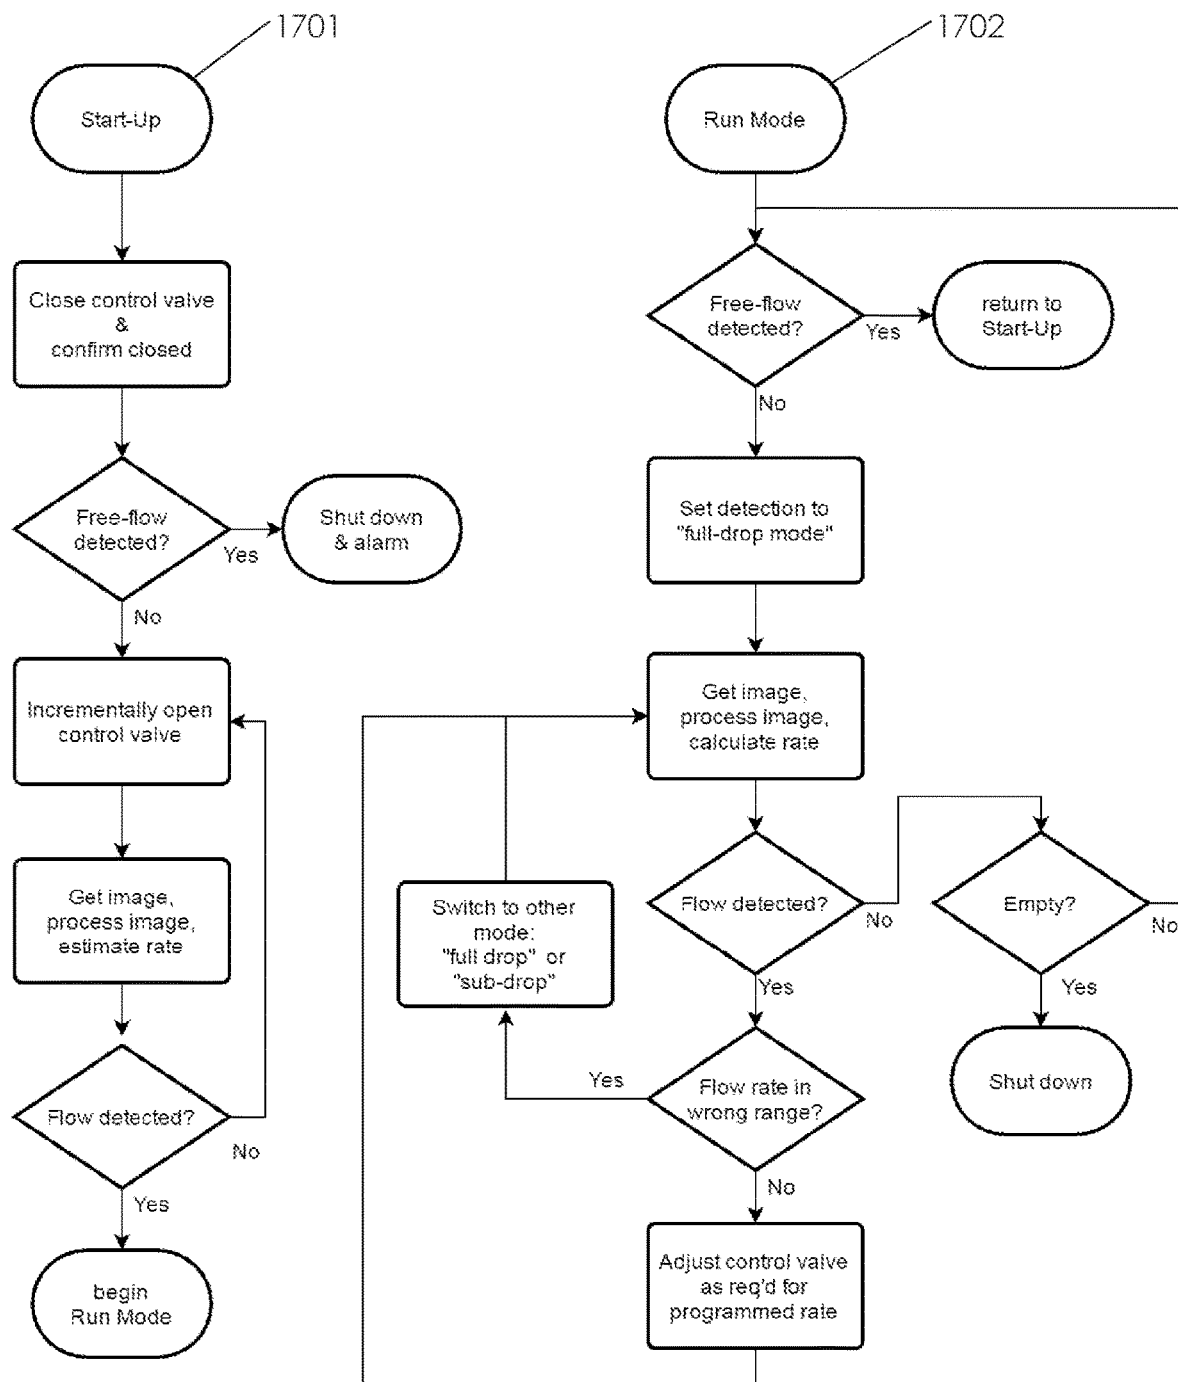 1701
Start-Up
Close control valve
&
confirm closed
Free-flow
detected?
Yes
Shut down
& alarm
No
Incrementally open
control valve
Get image,
process image,
estimate rate
Flow detected?
No
Yes
begin
Run Mode
1702
Run Mode
Free-flow
detected?
Yes
return to
Start-Up
No
Set detection to
"full-drop mode"
Get image,
process image,
calculate rate
Flow detected?
No
Empty?
No
Yes
Shut down
Yes
Flow rate in
wrong range?
Yes
Switch to other
mode:
"full drop" or
"sub-drop"
No
Adjust control valve
as req'd for
programmed rate